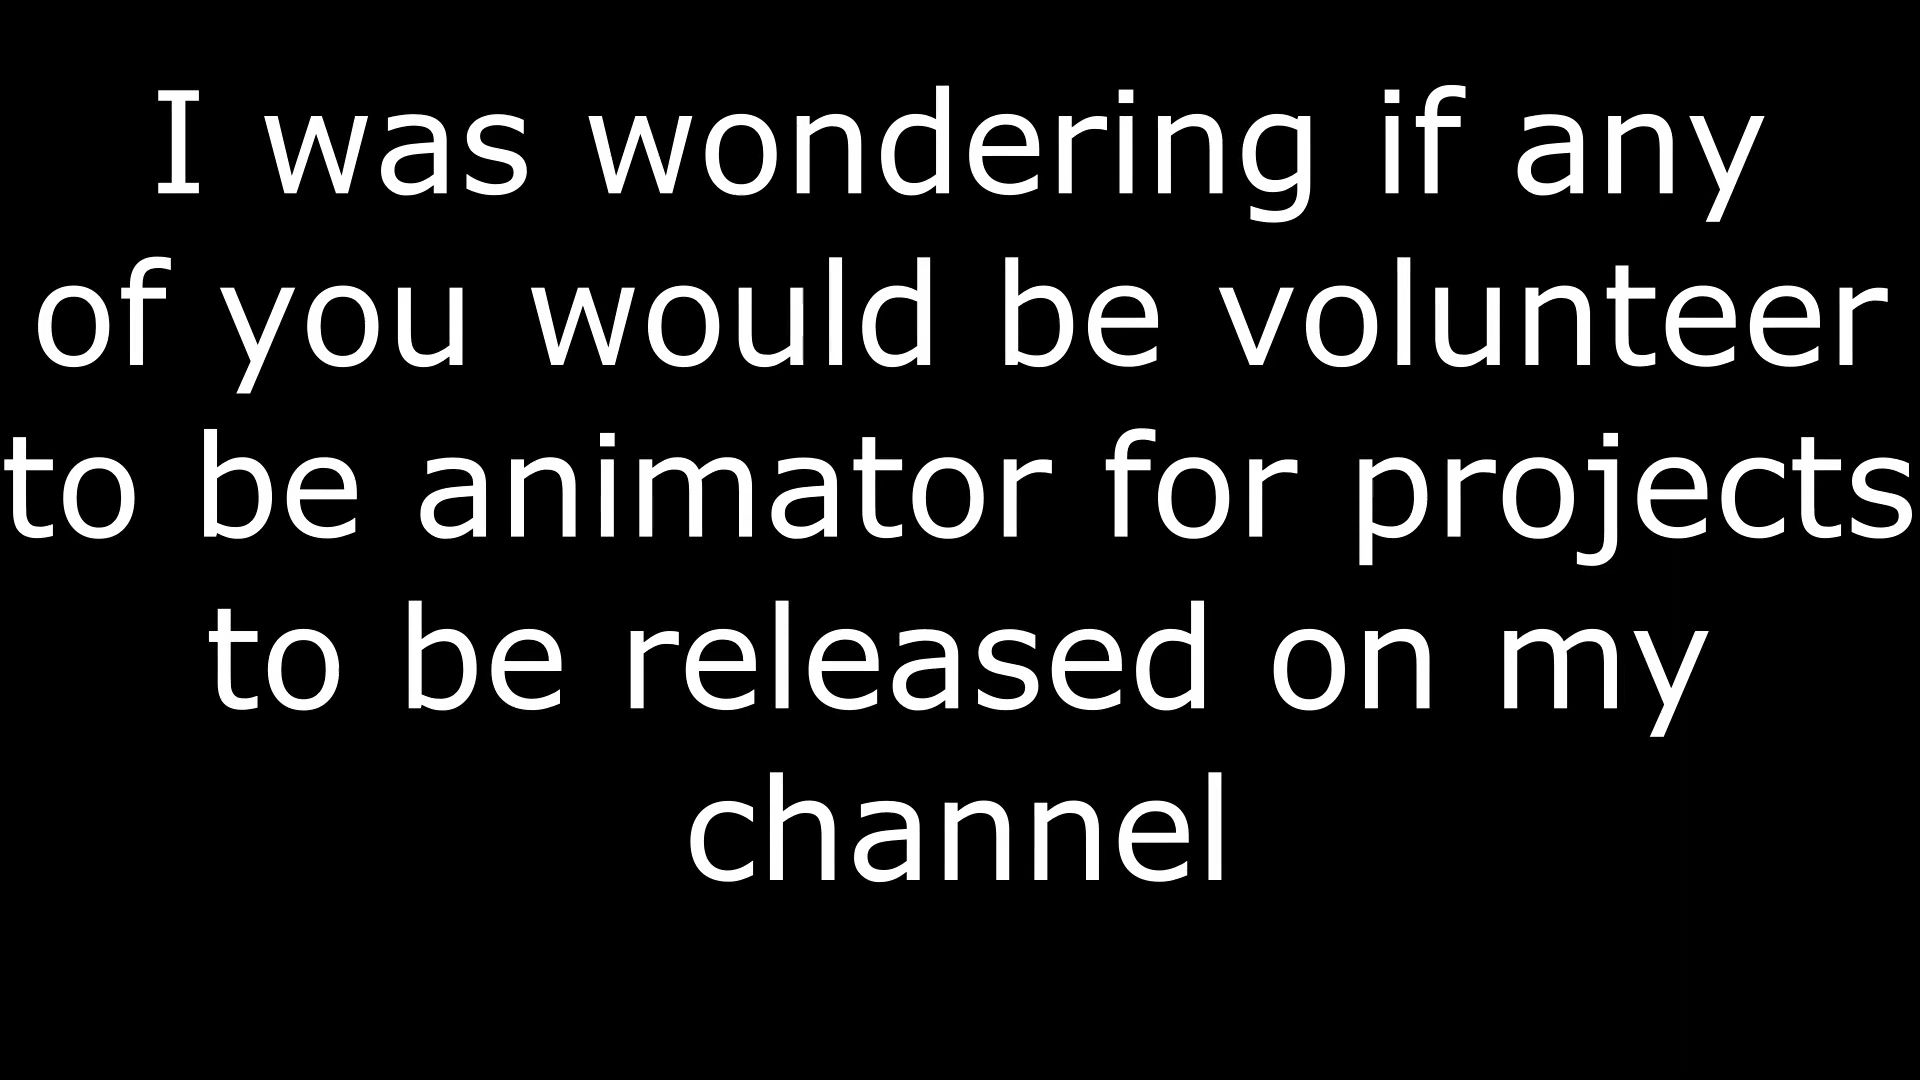 I was wondering if any
of you would be volunteer
to be animator for projects
to be released on my
channel